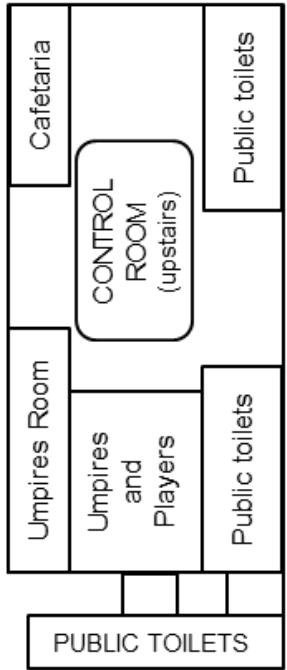 Cafetaria
Public toilets
CONTROL
ROOM
(upstairs)
Umpires Room
Umpires
and
Players
Public toilets
PUBLIC TOILETS